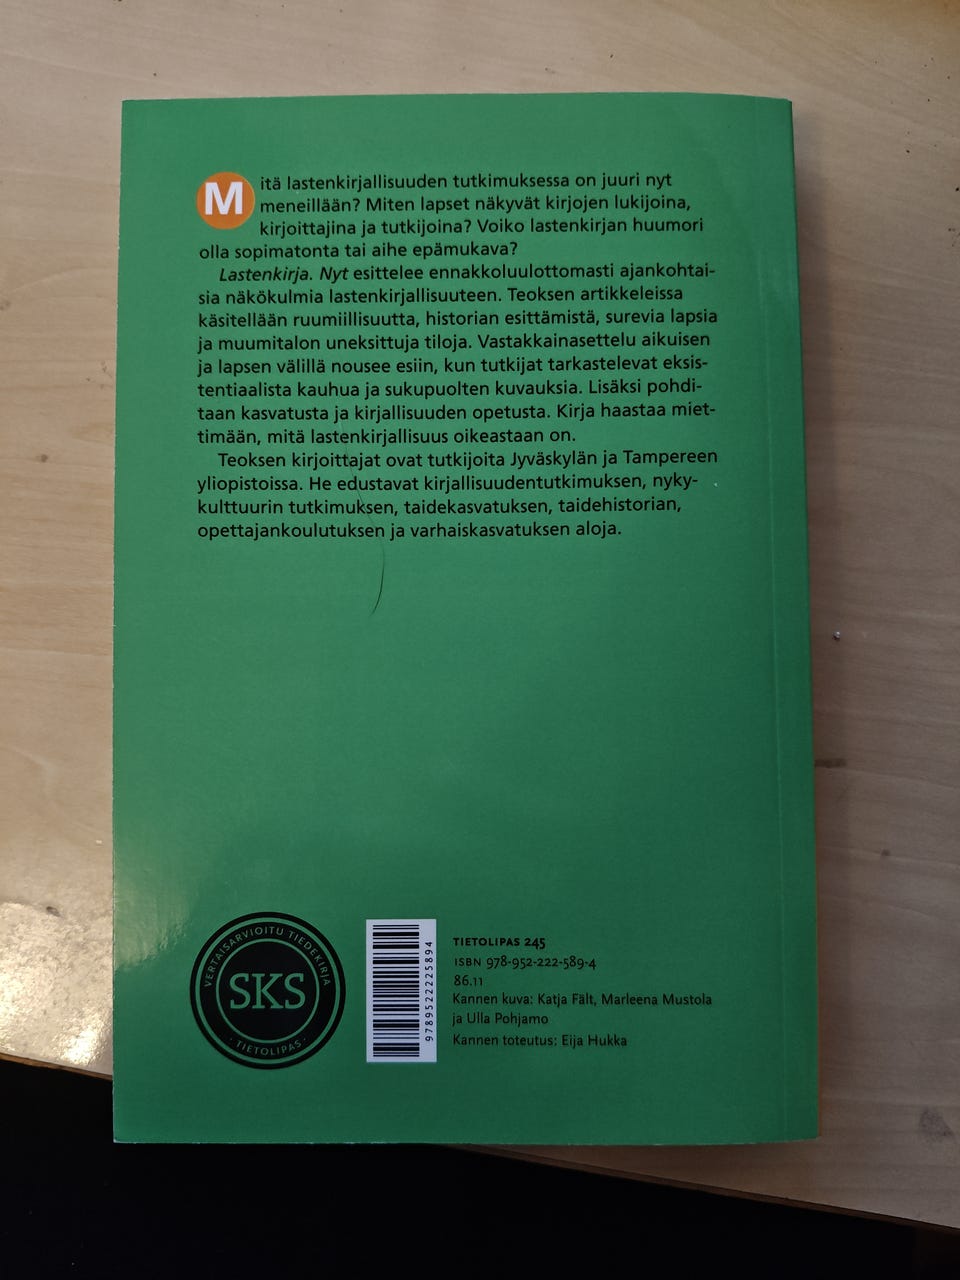 Mitä lastenkirjallisuuden tutkimuksessa on juuri nyt
meneillään? Miten lapset näkyvät kirjojen lukijoina,
kirjoittajina ja tutkijoina? Voiko lastenkirjan huumori
olla sopimatonta tai aihe epämukava?
Lastenkirja. Nyt esittelee ennakkoluulottomasti ajankohtai-
sia näkökulmia lastenkirjallisuuteen. Teoksen artikkeleissa
käsitellään ruumiillisuutta, historian esittämistä, surevia lapsia
ja muumitalon uneksittuja tiloja. Vastakkainasettelu aikuisen
ja lapsen välillä nousee esiin, kun tutkijat tarkastelevat eksis-
tentiaalista kauhua ja sukupuolten kuvauksia. Lisäksi pohdi-
taan kasvatusta ja kirjallisuuden opetusta. Kirja haastaa miet-
timään, mitä lastenkirjallisuus oikeastaan on.
Teoksen kirjoittajat ovat tutkijoita Jyväskylän ja Tampereen
yliopistoissa. He edustavat kirjallisuudentutkimuksen, nyky-
kulttuurin tutkimuksen, taidekasvatuksen, taidehistorian,
opettajankoulutuksen ja varhaiskasvatuksen aloja.
VERTAISARVIOITU TIEDEKIRJA
SKS
· TIETOLIPAS ·
9789522225894
TIETOLIPAS 245
ISBN 978-952-222-589-4
86.11
Kannen kuva: Katja Fält, Marleena Mustola
ja Ulla Pohjamo
Kannen toteutus: Eija Hukka